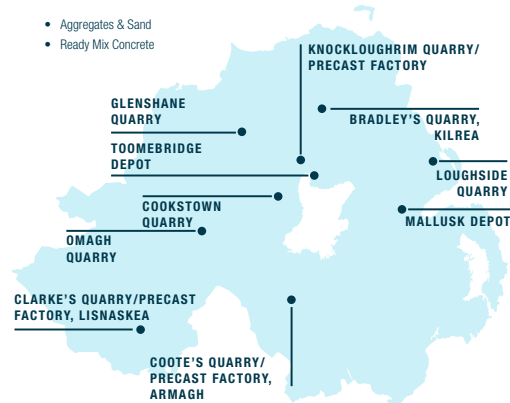 • Aggregates & Sand
• Ready Mix Concrete
KNOCKLOUGHRIM QUARRY/
PRECAST FACTORY
GLENSHANE
QUARRY
BRADLEY'S QUARRY,
KILREA
TOOMEBRIDGE
DEPOT
LOUGHSIDE
QUARRY
COOKSTOWN
QUARRY
MALLUSK DEPOT
OMAGH
QUARRY
CLARKE'S QUARRY/PRECAST
FACTORY, LISNASKEA
COOTE'S QUARRY/
PRECAST FACTORY,
ARMAGH